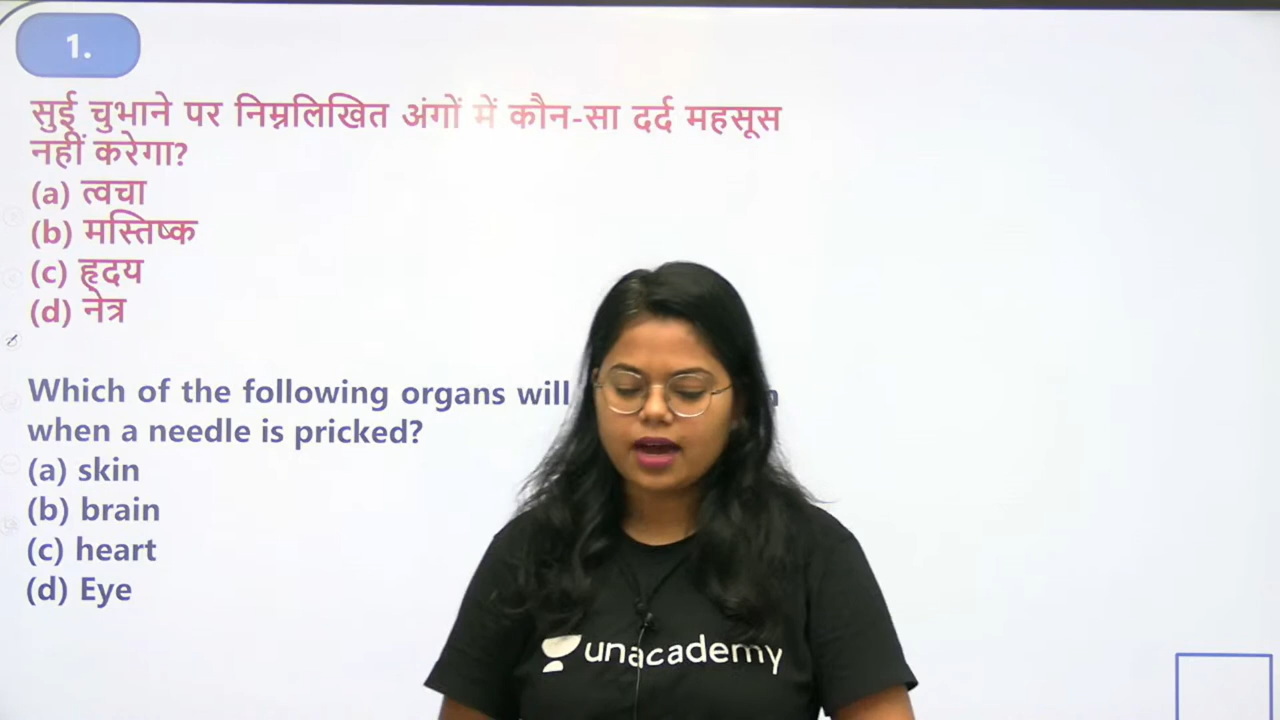 1.
सुई चुभाने पर निम्नलिखित अंगों में कौन-सा दर्द महसूस
नहीं करेगा?
(a) त्वचा
(b) मस्तिष्क
(c) हृदय
(d) नेत्र
Which of the following organs will
when a needle is pricked?
(a) skin
(b) brain
(c) heart
(d) Eye
unacademy